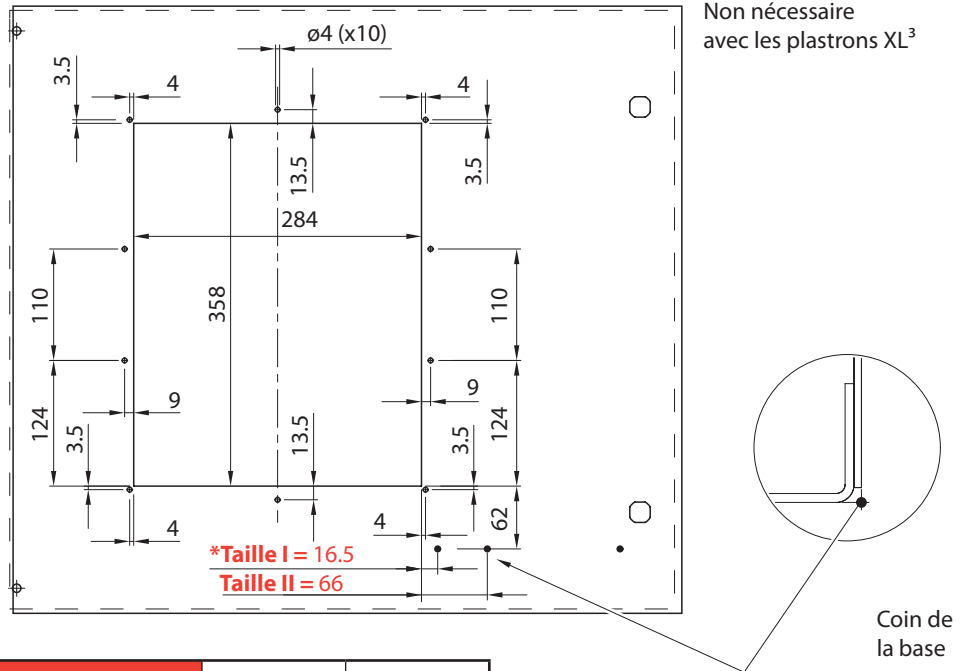 Non nécessaire
avec les plastrons XL³
ø4 (x10)
3.5
4
4
13.5
3.5
284
358
110
110
9
9
124
124
3.5
13.5
3.5
4
4
62
*Taille I = 16.5
Taille II = 66
Coin de
la base